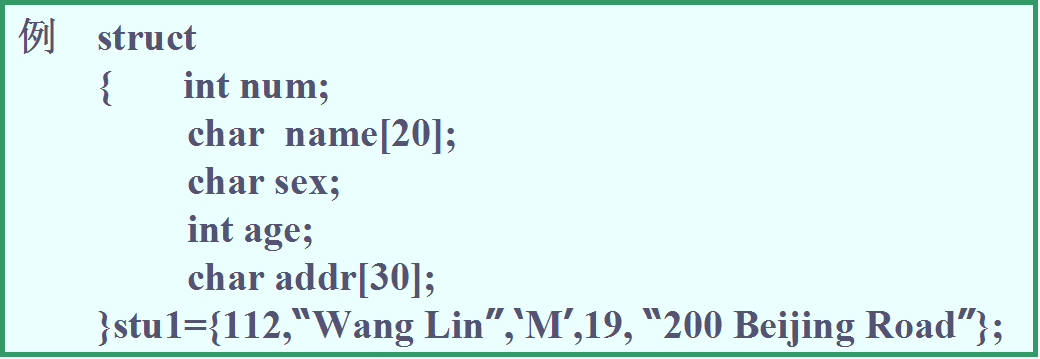 例 struct
{ int num;
char name[20];
char sex;
int age;
char addr[30];
}stu1={112,“Wang Lin”,‘M’,19, “200 Beijing Road”};